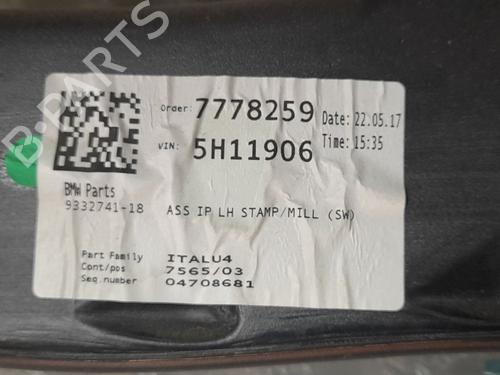 B-PARTS
Order: 7778259 Date: 22.05.17
VIN: 5H11906 Time: 15:35
BMW Parts
9332741-18 ASS IP LH STAMP/MILL (SW)
Part Family ITALU4
Cont/pos 7565/03
Seq.number 04708681